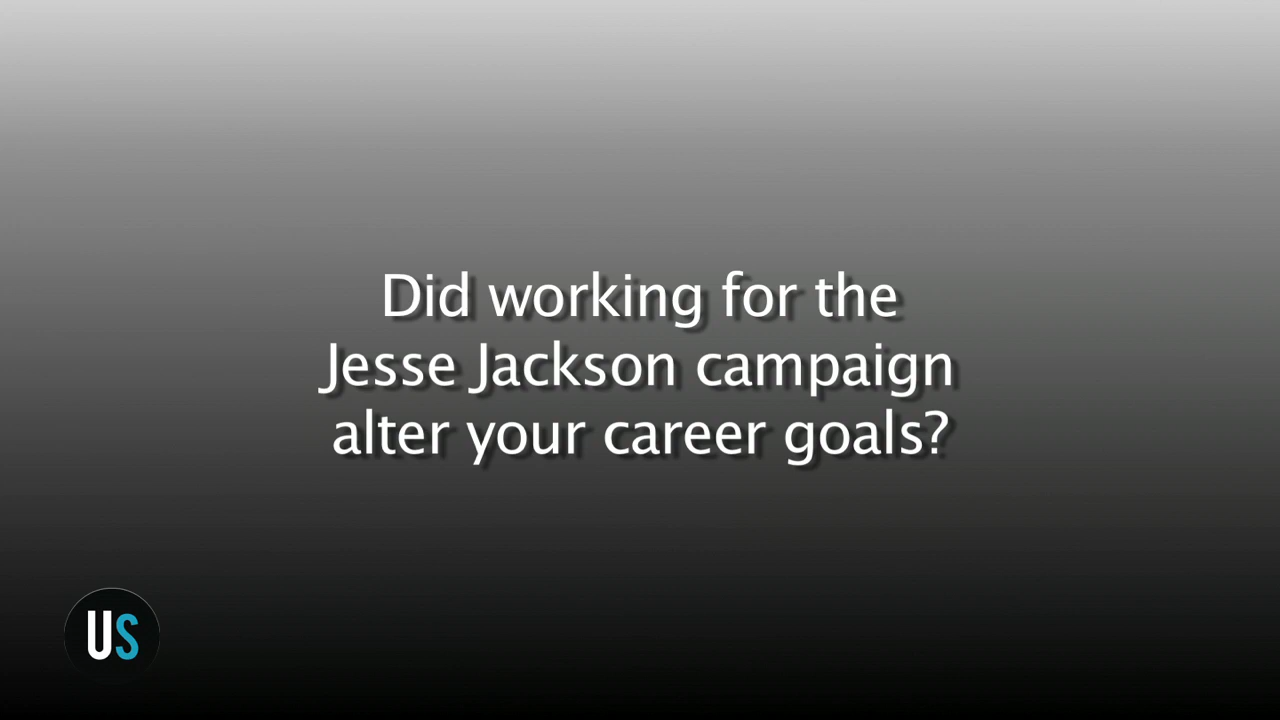 Did working for the
Jesse Jackson campaign
alter your career goals?
US